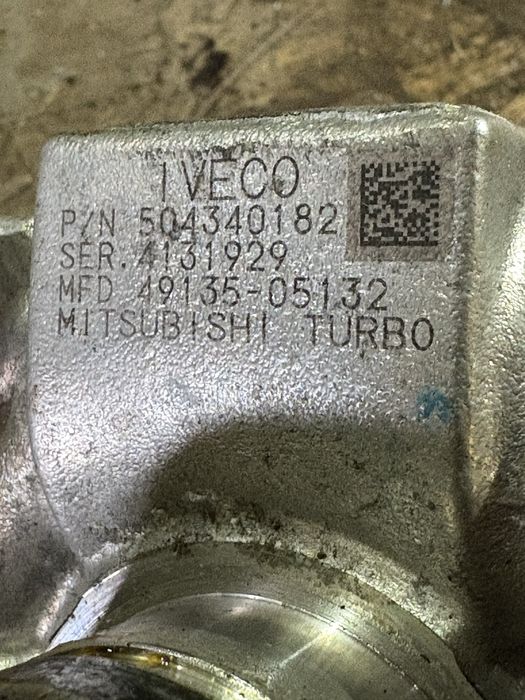 IVECO
P/N 504340182
SER. 4131929
MFD 49135-05132
MITSUBISHI TURBO